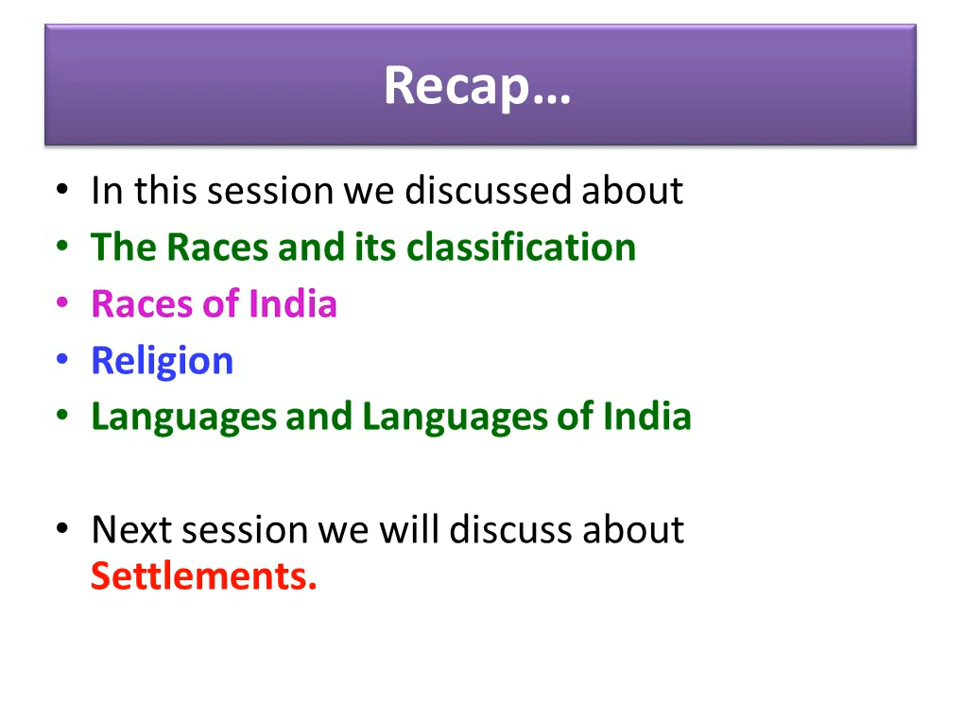 Recap...
• In this session we discussed about
• The Races and its classification
• Races of India
• Religion
• Languages and Languages of India
• Next session we will discuss about
Settlements.